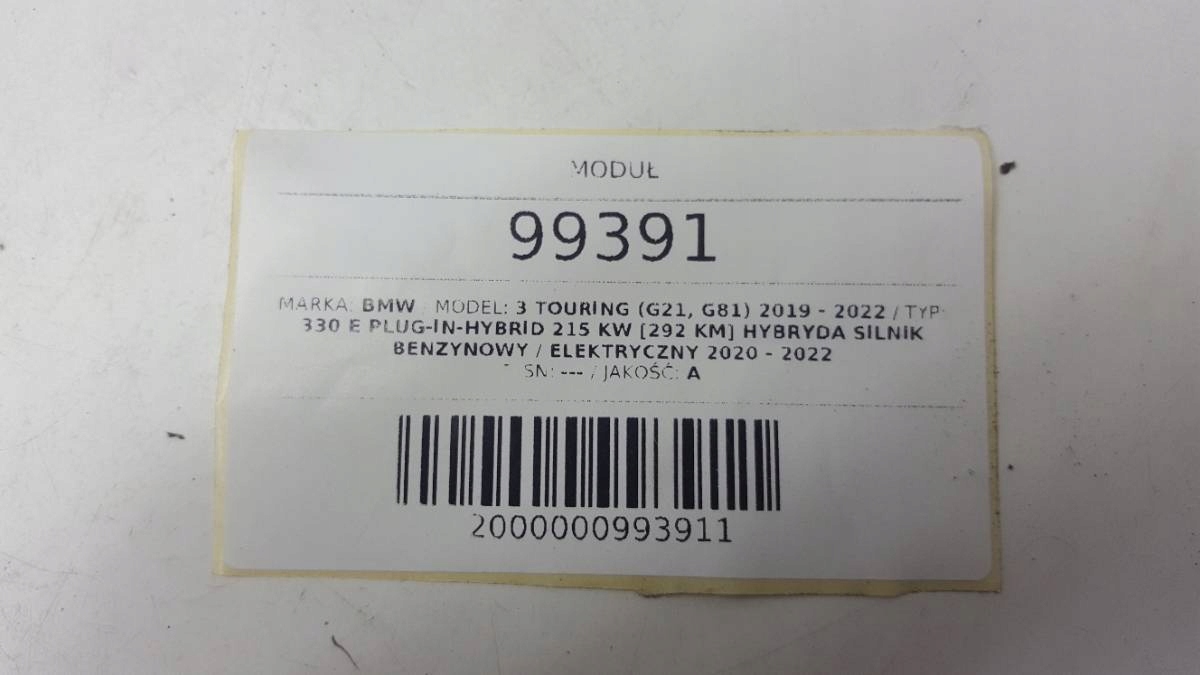 MODUŁ
99391
MARKA: BMW / MODEL: 3 TOURING (G21, G81) 2019 - 2022 / TYP:
330 E PLUG-IN-HYBRID 215 KW [292 KM] HYBRYDA SILNIK
BENZYNOWY / ELEKTRYCZNY 2020 - 2022
SN: --- / JAKOŚĆ: A
2000000993911